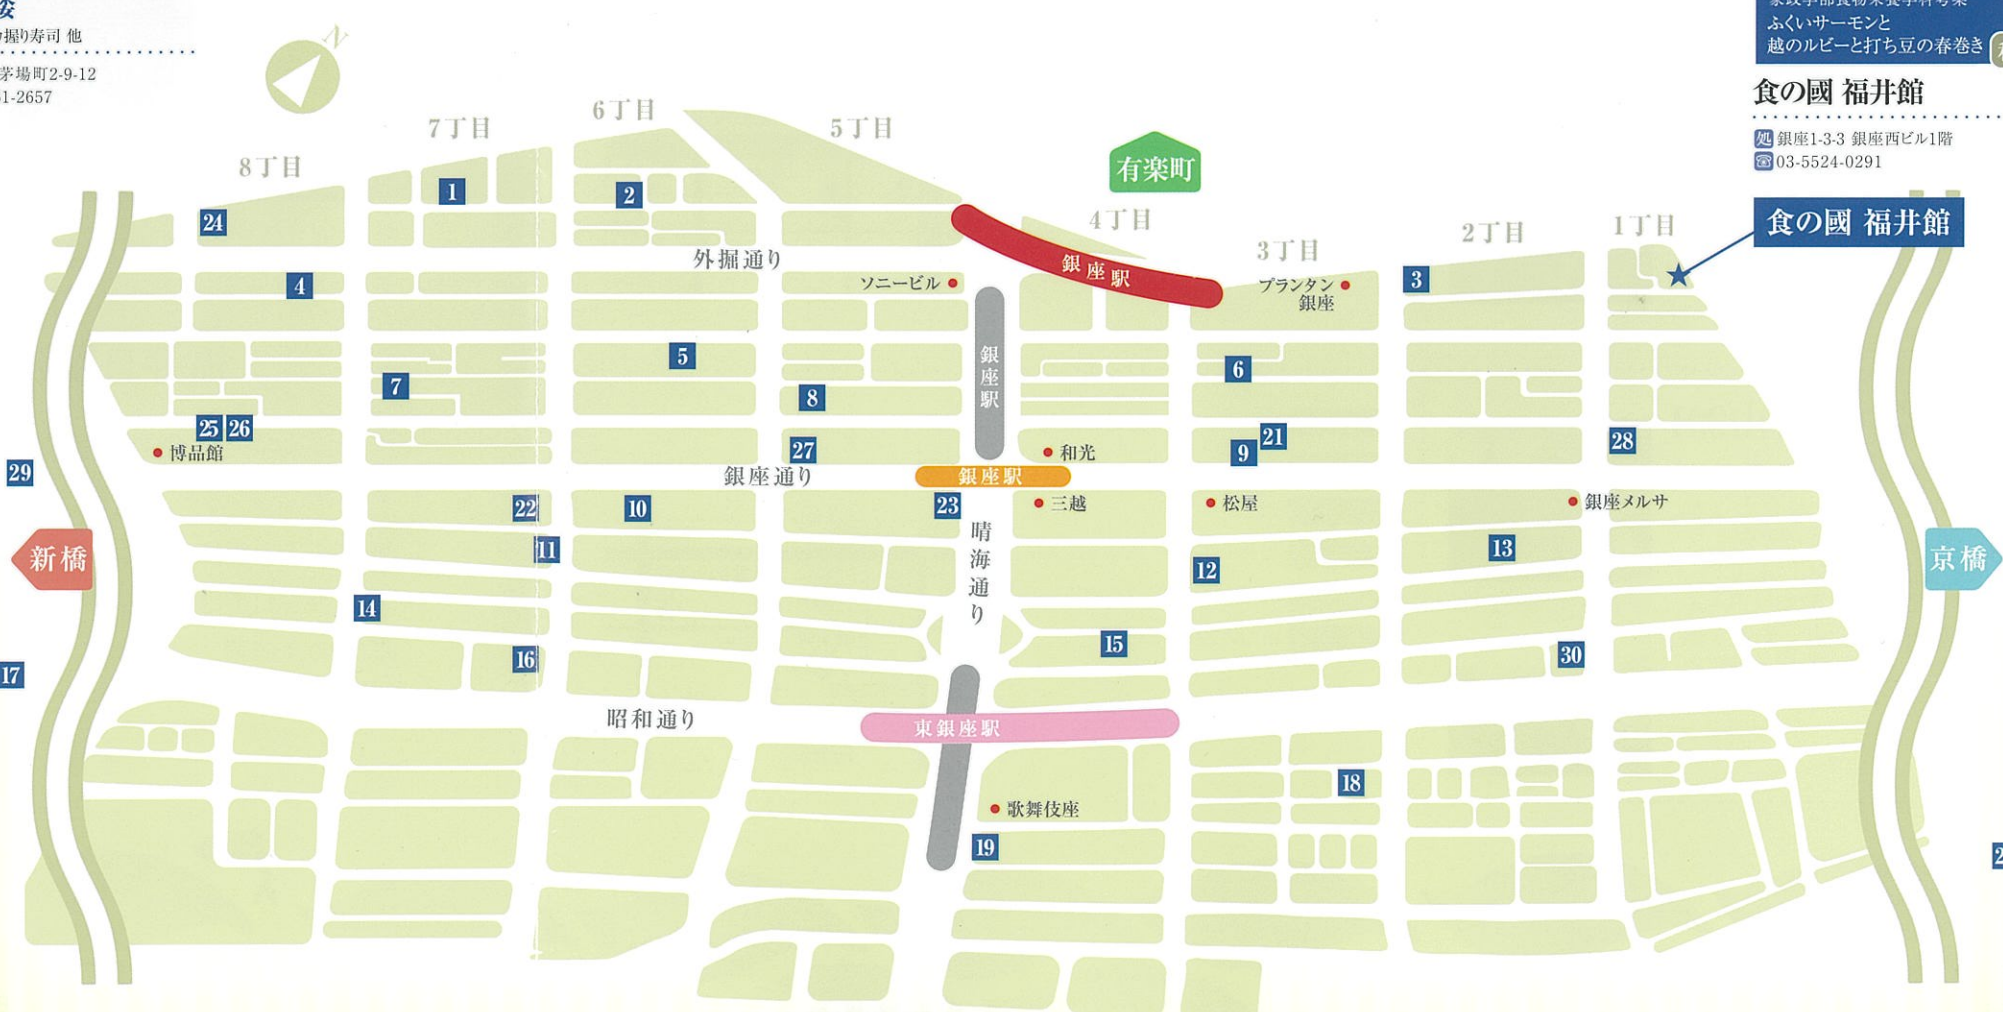 握り寿司 他
茅場町2-9-12
1-2657
ふくいサーモンと
越のルビーと打ち豆の春巻き
食の國 福井館
処 銀座1-3-3 銀座西ビル1階
03-5524-0291
食の國 福井館
N
8丁目
7丁目
6丁目
5丁目
有楽町
4丁目
3丁目
2丁目
1丁目
24
1
2
外掘通り
銀座駅
4
ソニービル
プランタン
銀座
3
銀座駅
5
6
7
8
25
26
博品館
27
和光
9
21
28
29
銀座通り
銀座駅
22
10
23
三越
松屋
銀座メルサ
晴海通り
新橋
11
12
13
京橋
14
15
16
30
17
昭和通り
東銀座駅
18
歌舞伎座
19
2